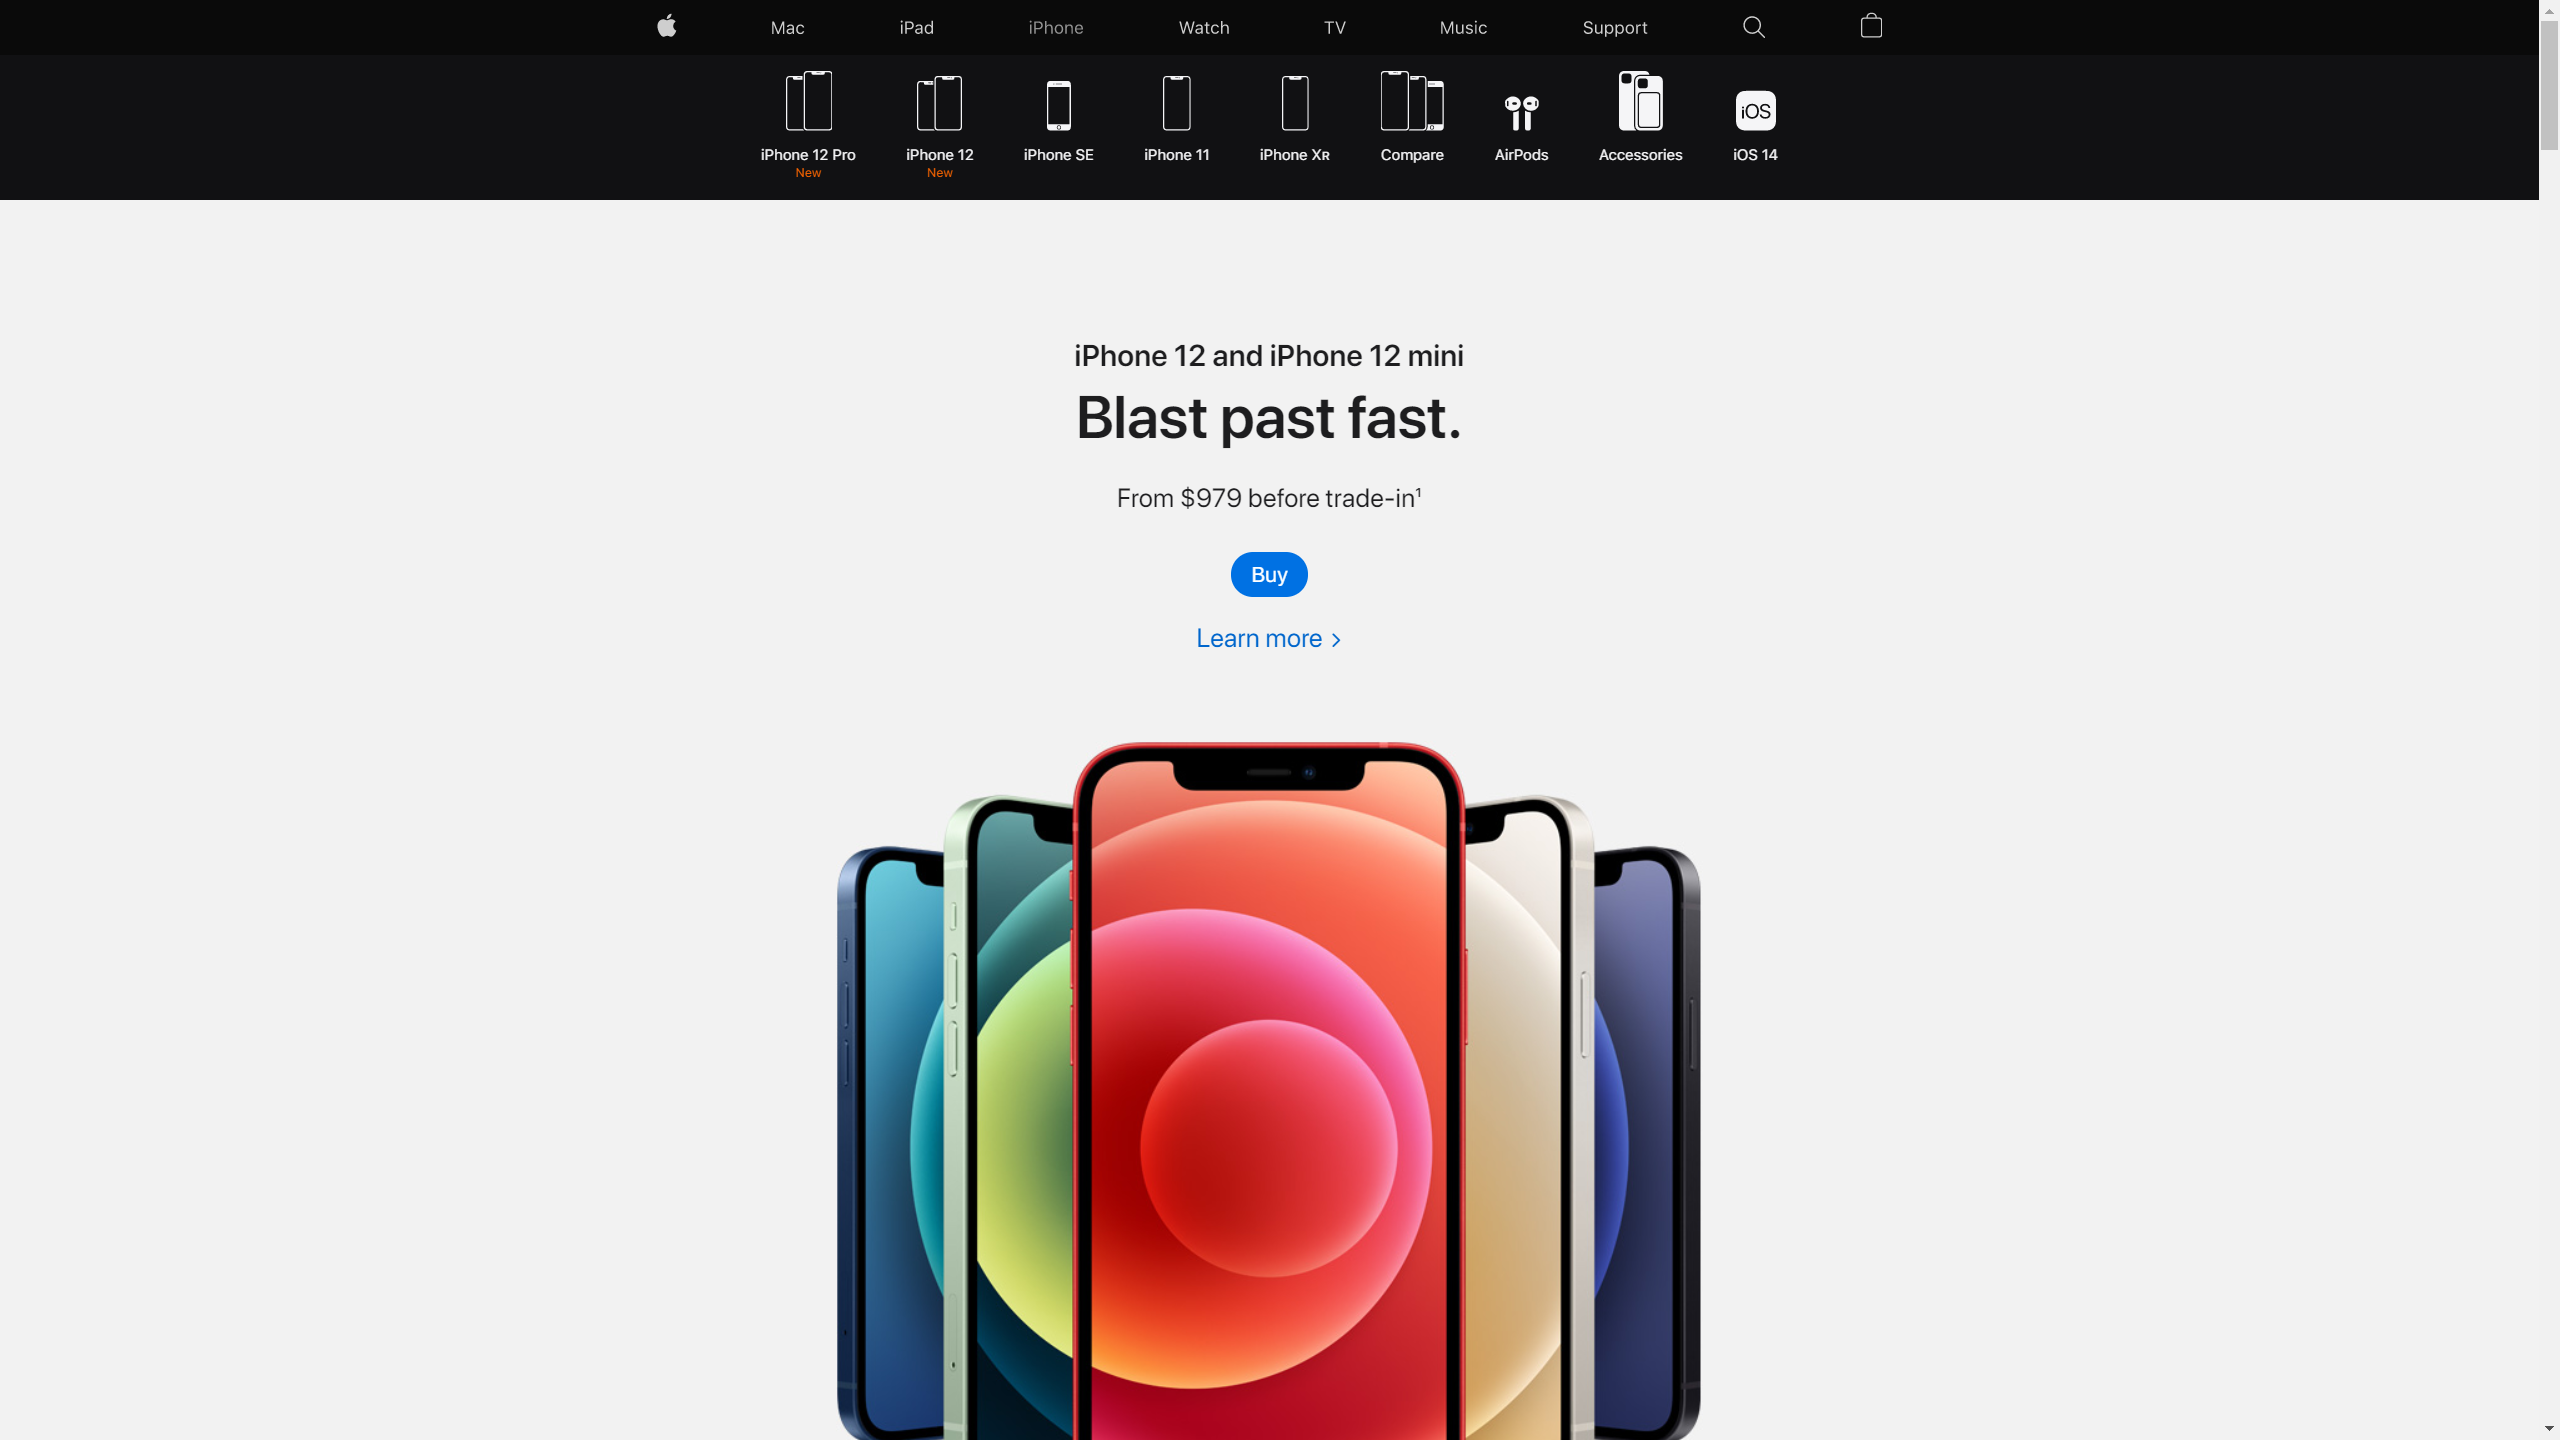 Mac
iPad
iPhone
Watch
TV
Music
Support
iOS
iPhone 12 Pro
New
iPhone 12
New
iPhone SE
iPhone 11
iPhone XR
Compare
AirPods
Accessories
iOS 14
iPhone 12 and iPhone 12 mini
Blast past fast.
From $979 before trade-in¹
Buy
Learn more >